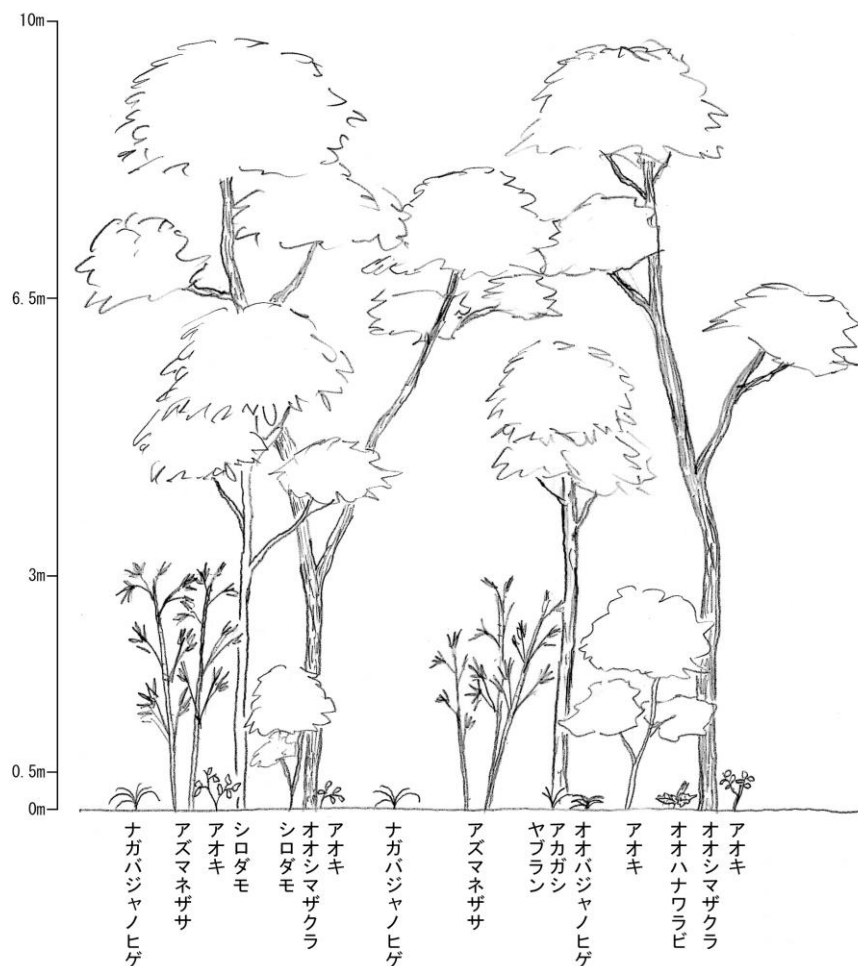 10m
6.5m
3m
0.5m
0m
ナガバジャノヒゲ
アズマネザサ
アオキ
シロダモ
シロダモ
オオシマザクラ
アオキ
ナガバジャノヒゲ
アズマネザサ
ヤブラン
アカガシ
オオバジャノヒゲ
アオキ
オオハナワラビ
オオシマザクラ
アオキ